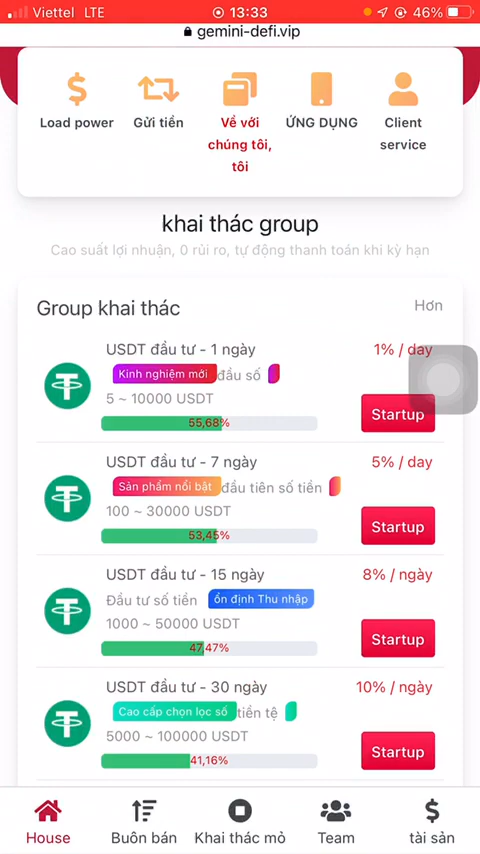 Viettel LTE 13:33 46%
gemini-defi.vip
Load power
Gửi tiền
Về với
chúng tôi,
tôi
ỨNG DỤNG
Client
service
khai thác group
Cao suất lợi nhuận, 0 rủi ro, tự động thanh toán khi kỳ hạn
Group khai thác
Hơn
USDT đầu tư - 1 ngày
1% / day
Kinh nghiệm mới đầu số
5 ~ 10000 USDT
Startup
55,68%
USDT đầu tư - 7 ngày
5% / day
Sản phẩm nổi bật đầu tiên số tiền
100 ~ 30000 USDT
Startup
53,45%
USDT đầu tư - 15 ngày
8% / ngày
Đầu tư số tiền ổn định Thu nhập
1000 ~ 50000 USDT
Startup
47,47%
USDT đầu tư - 30 ngày
10% / ngày
Cao cấp chọn lọc số tiền tệ
5000 ~ 100000 USDT
Startup
41,16%
House
Buôn bán
Khai thác mỏ
Team
tài sản